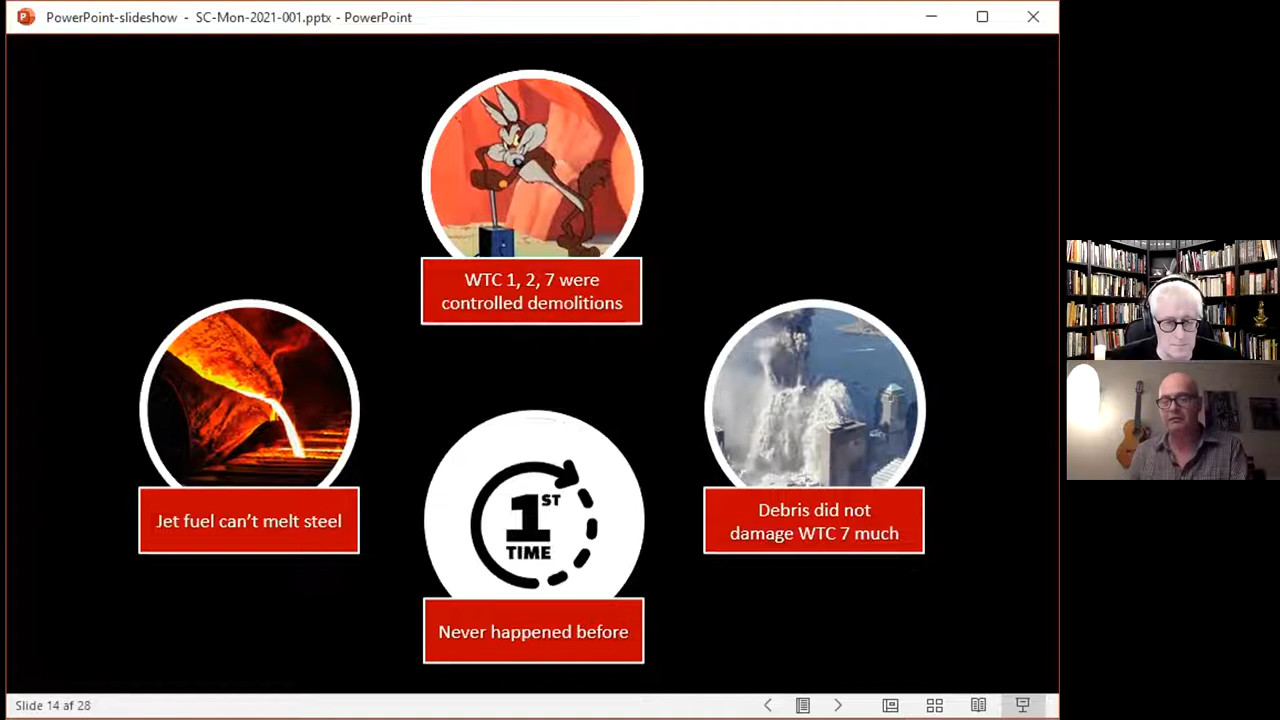 PowerPoint-slideshow - SC-Mon-2021-001.pptx - PowerPoint
WTC 1, 2, 7 were
controlled demolitions
Jet fuel can't melt steel
Debris did not
damage WTC 7 much
1ST
TIME
Never happened before
Slide 14 af 28